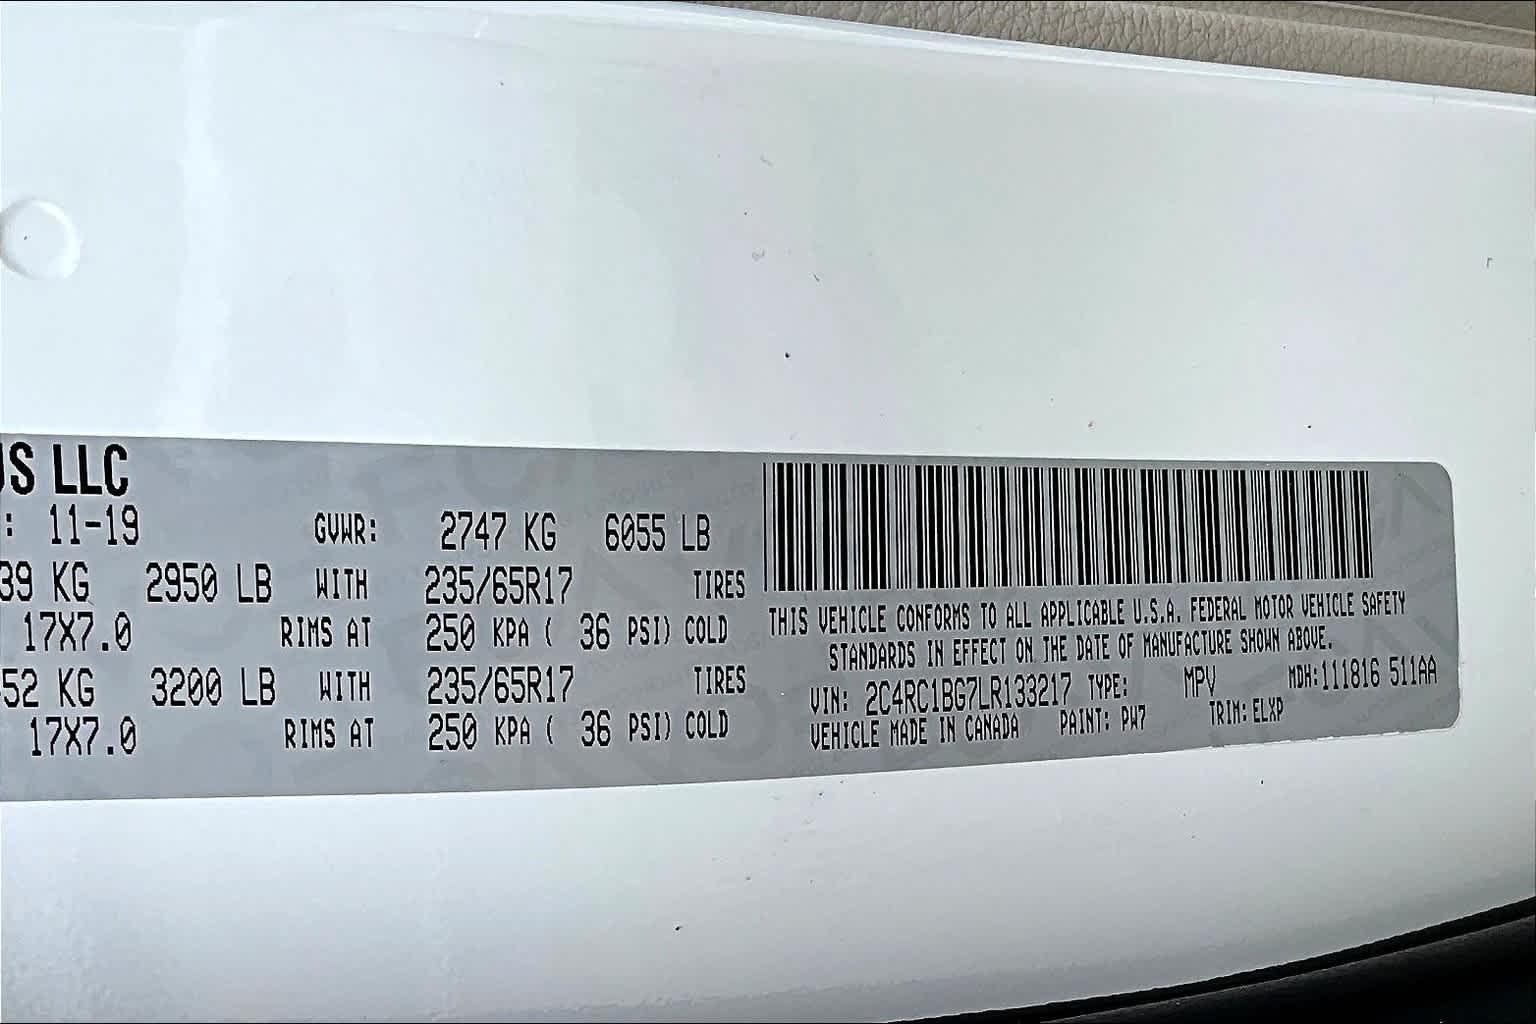 US LLC
: 11-19 GVWR: 2747 KG 6055 LB
39 KG 2950 LB WITH 235/65R17 TIRES
17X7.0 RIMS AT 250 KPA ( 36 PSI) COLD
52 KG 3200 LB WITH 235/65R17 TIRES
17X7.0 RIMS AT 250 KPA ( 36 PSI) COLD
THIS VEHICLE CONFORMS TO ALL APPLICABLE U.S.A. FEDERAL MOTOR VEHICLE SAFETY
STANDARDS IN EFFECT ON THE DATE OF MANUFACTURE SHOWN ABOVE.
VIN: 2C4RC1BG7LR133217 TYPE: MPV MDH:111816 511AA
VEHICLE MADE IN CANADA PAINT: PW7 TRIM: ELXP